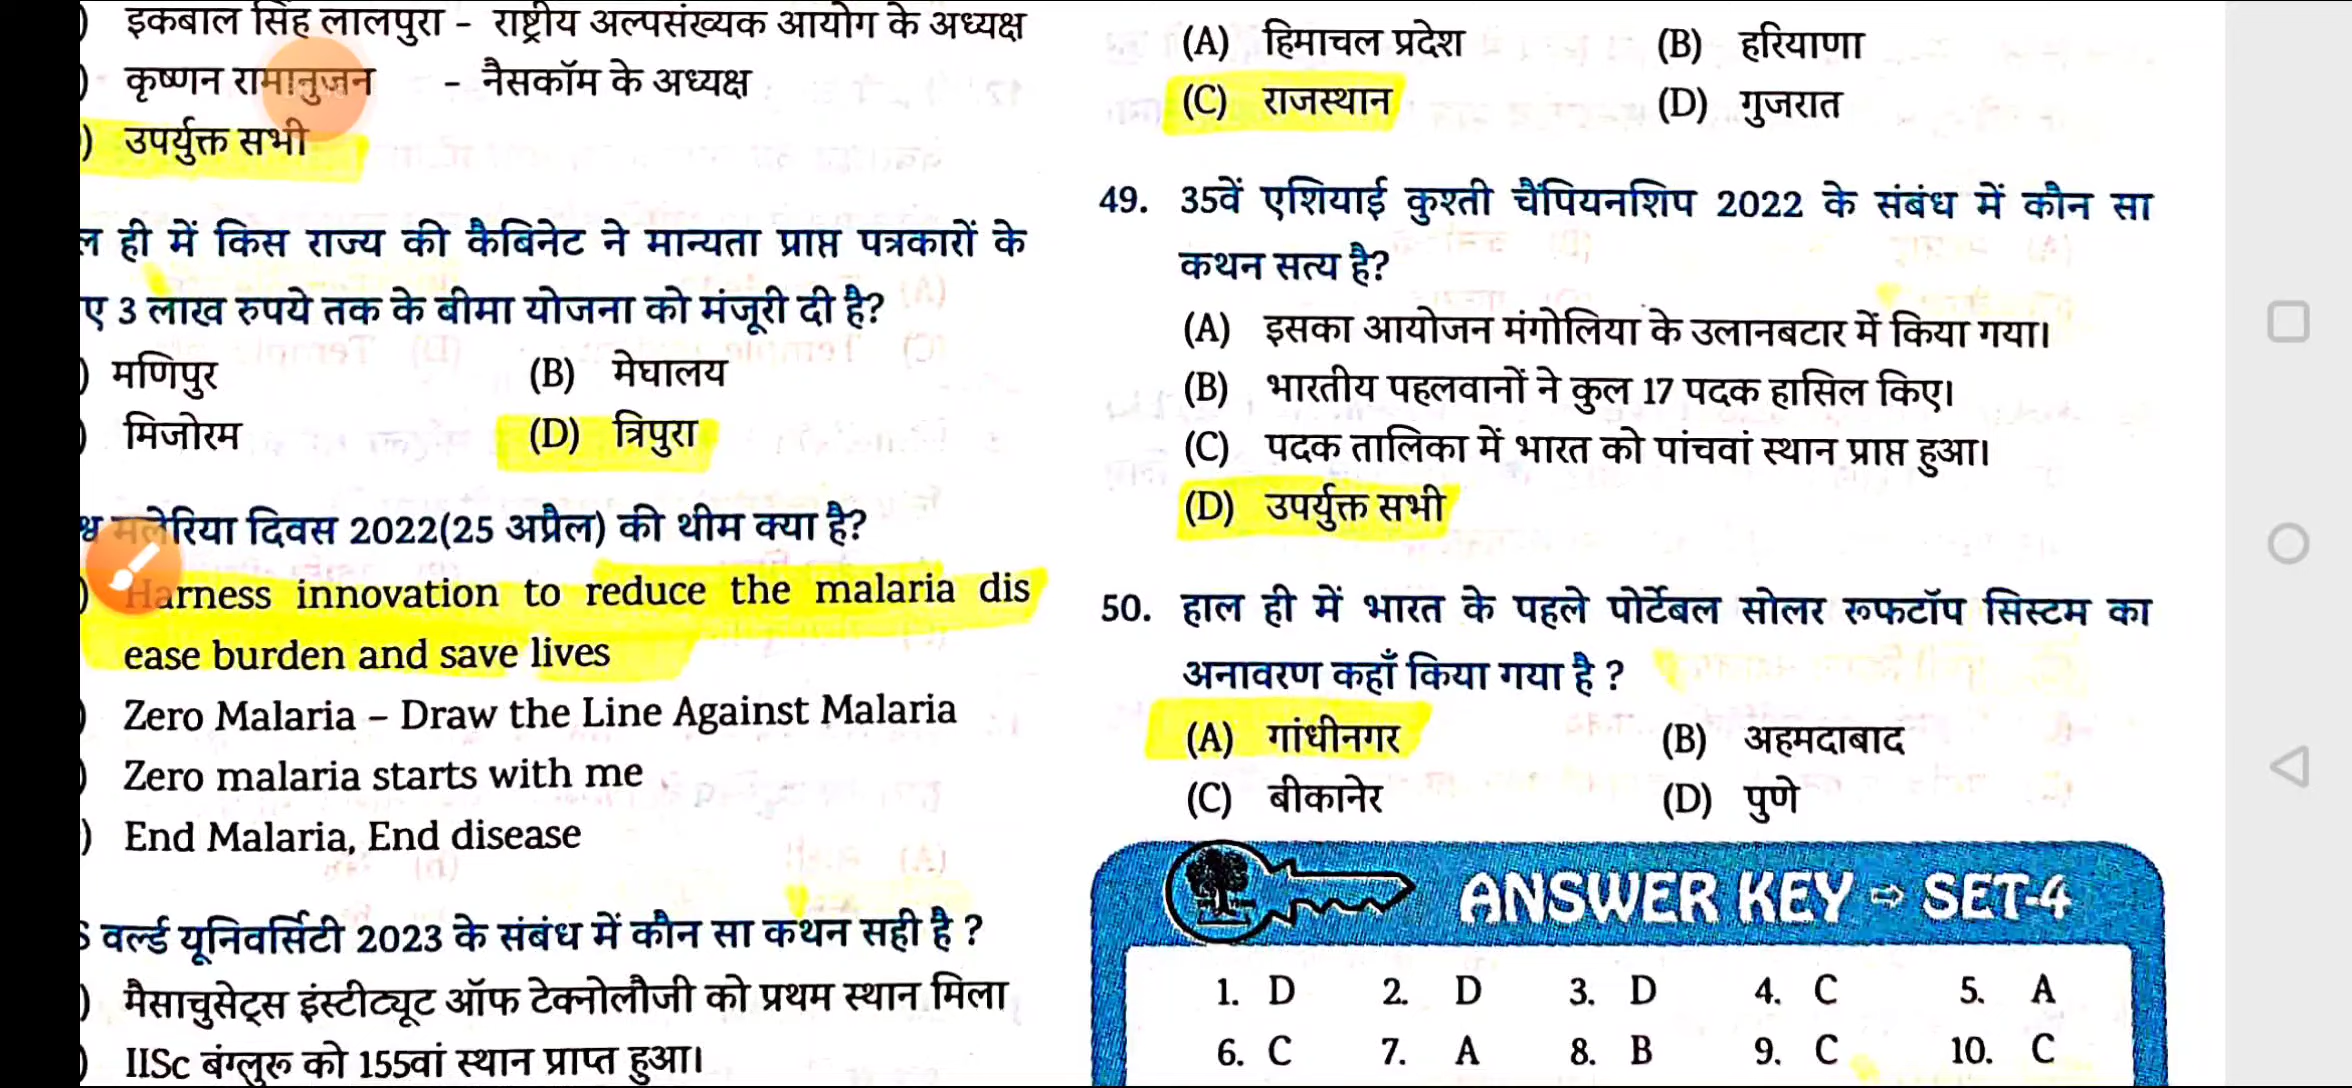 ) इकबाल सिंह लालपुरा - राष्ट्रीय अल्पसंख्यक आयोग के अध्यक्ष
) कृष्णन रामानुजन - नैसकॉम के अध्यक्ष
) उपर्युक्त सभी
ही में किस राज्य की कैबिनेट ने मान्यता प्राप्त पत्रकारों के
ए 3 लाख रुपये तक के बीमा योजना को मंजूरी दी है?
) मणिपुर (B) मेघालय
) मिजोरम (D) त्रिपुरा
मलेरिया दिवस 2022(25 अप्रैल) की थीम क्या है?
) Harness innovation to reduce the malaria dis
ease burden and save lives
) Zero Malaria – Draw the Line Against Malaria
) Zero malaria starts with me
) End Malaria, End disease
S वर्ल्ड यूनिवर्सिटी 2023 के संबंध में कौन सा कथन सही है ?
) मैसाचुसेट्स इंस्टीट्यूट ऑफ टेक्नोलौजी को प्रथम स्थान मिला
) IISc बंग्लुरू को 155वां स्थान प्राप्त हुआ।
(A) हिमाचल प्रदेश (B) हरियाणा
(C) राजस्थान (D) गुजरात
49. 35वें एशियाई कुश्ती चैंपियनशिप 2022 के संबंध में कौन सा
कथन सत्य है?
(A) इसका आयोजन मंगोलिया के उलानबटार में किया गया।
(B) भारतीय पहलवानों ने कुल 17 पदक हासिल किए।
(C) पदक तालिका में भारत को पांचवां स्थान प्राप्त हुआ।
(D) उपर्युक्त सभी
50. हाल ही में भारत के पहले पोर्टेबल सोलर रूफटॉप सिस्टम का
अनावरण कहाँ किया गया है ?
(A) गांधीनगर (B) अहमदाबाद
(C) बीकानेर (D) पुणे
ANSWER KEY ⇨ SET-4
1. D 2. D 3. D 4. C 5. A
6. C 7. A 8. B 9. C 10. C